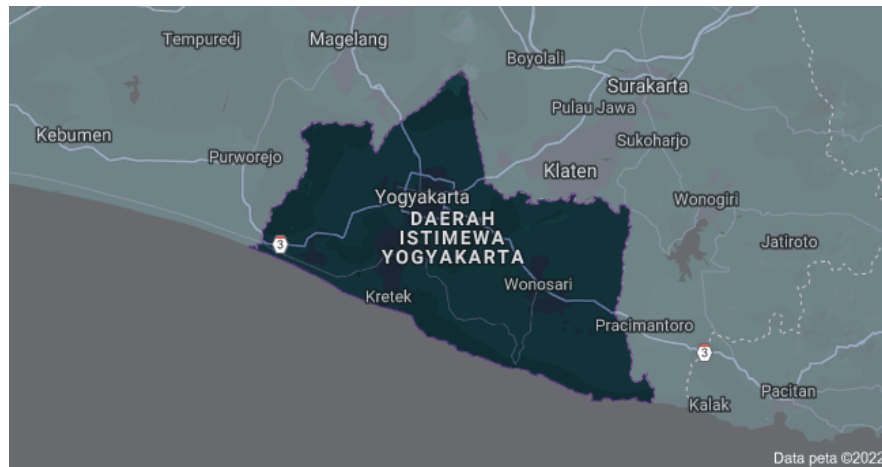 Tempuredj
Magelang
Boyolali
Surakarta
Pulau Jawa
Kebumen
Sukoharjo
Purworejo
Klaten
Yogyakarta
Wonogiri
DAERAH
ISTIMEWA
YOGYAKARTA
3
Jatiroto
Wonosari
Kretek
Pracimantoro
3
Pacitan
Kalak
Data peta ©2022